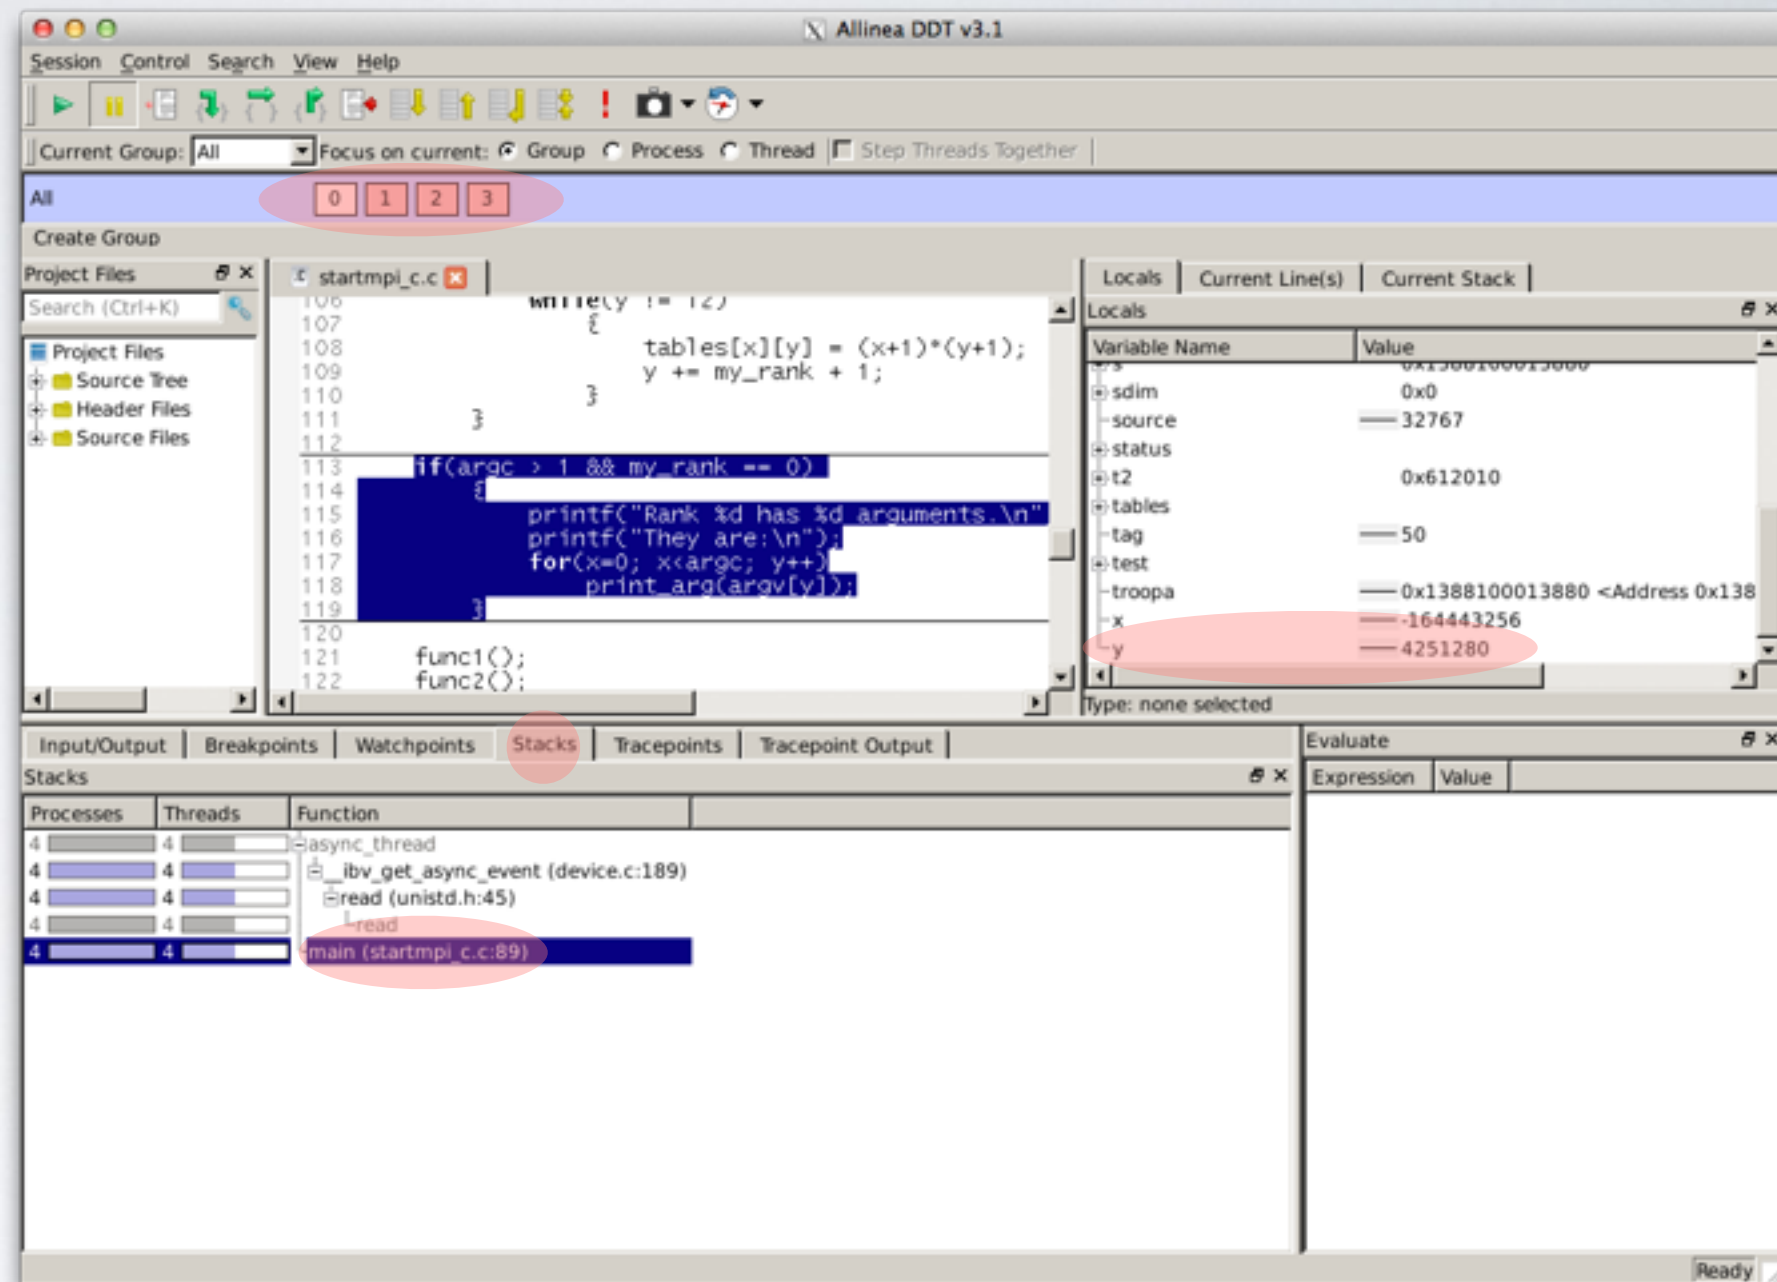 Allinea DDT v3.1
Session Control Search View Help
Current Group: All Focus on current: Group Process Thread Step Threads Together
All 0 1 2 3
Create Group
Project Files
Search (Ctrl+K)
Project Files
Source Tree
Header Files
Source Files
startmpi_c.c
106 while(y != 12)
107 {
108 tables[x][y] = (x+1)*(y+1);
109 y += my_rank + 1;
110 }
111 }
112
113 if(argc > 1 && my_rank == 0)
114 {
115 printf("Rank %d has %d arguments.\n"
116 printf("They are:\n");
117 for(x=0; x<argc; y++)
118 print_arg(argv[y]);
119 }
120
121 func1();
122 func2();
Locals Current Line(s) Current Stack
Locals
Variable Name Value
s
sdim 0x0
source 32767
status
t2 0x612010
tables
tag 50
test
troopa 0x1388100013880 <Address 0x138
x -164443256
y 4251280
Type: none selected
Input/Output Breakpoints Watchpoints Stacks Tracepoints Tracepoint Output
Stacks
Processes Threads Function
4 4 async_thread
4 4 __ibv_get_async_event (device.c:189)
4 4 read (unistd.h:45)
4 4 read
4 4 main (startmpi_c.c:89)
Evaluate
Expression Value
Ready